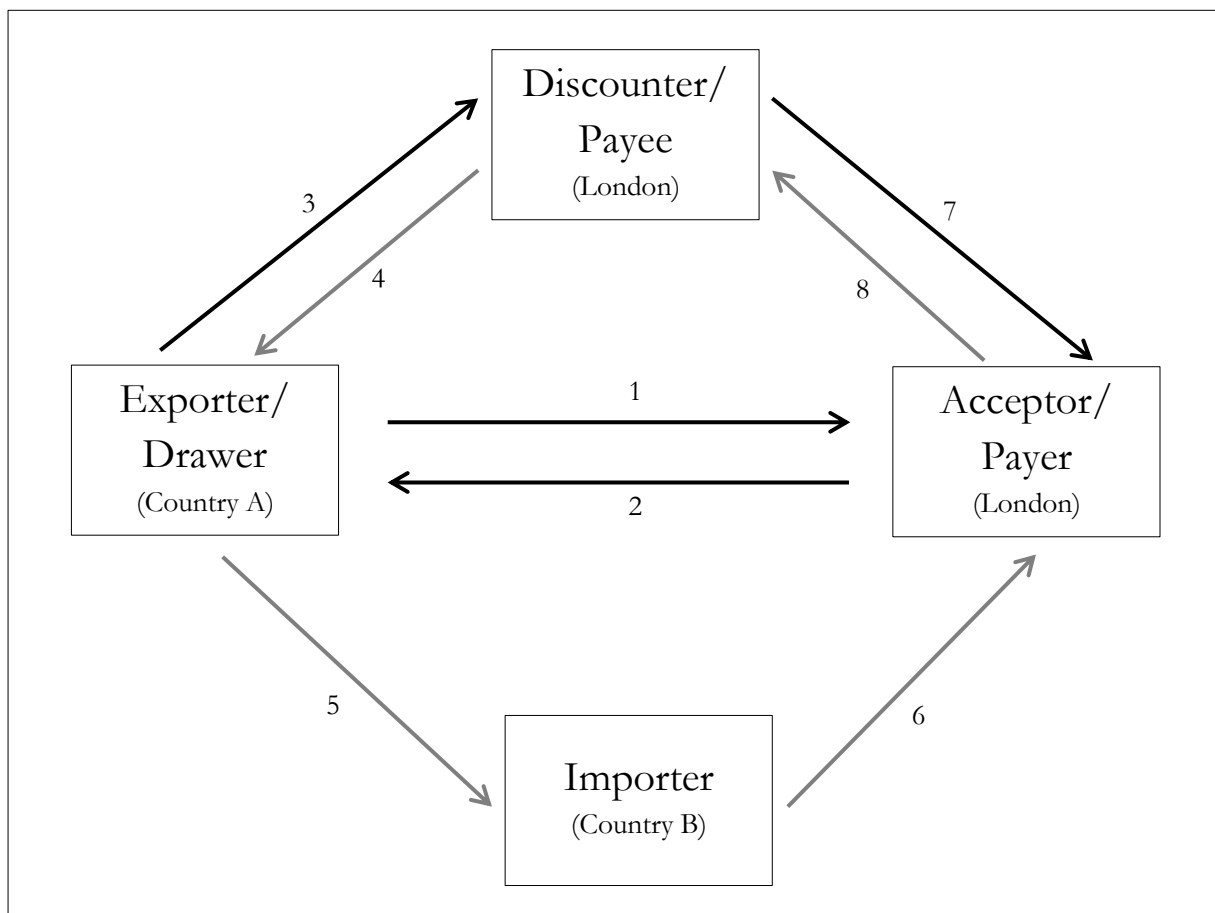 Discounter/
Payee
(London)
3
7
4
8
Exporter/
Drawer
(Country A)
1
2
Acceptor/
Payer
(London)
5
6
Importer
(Country B)